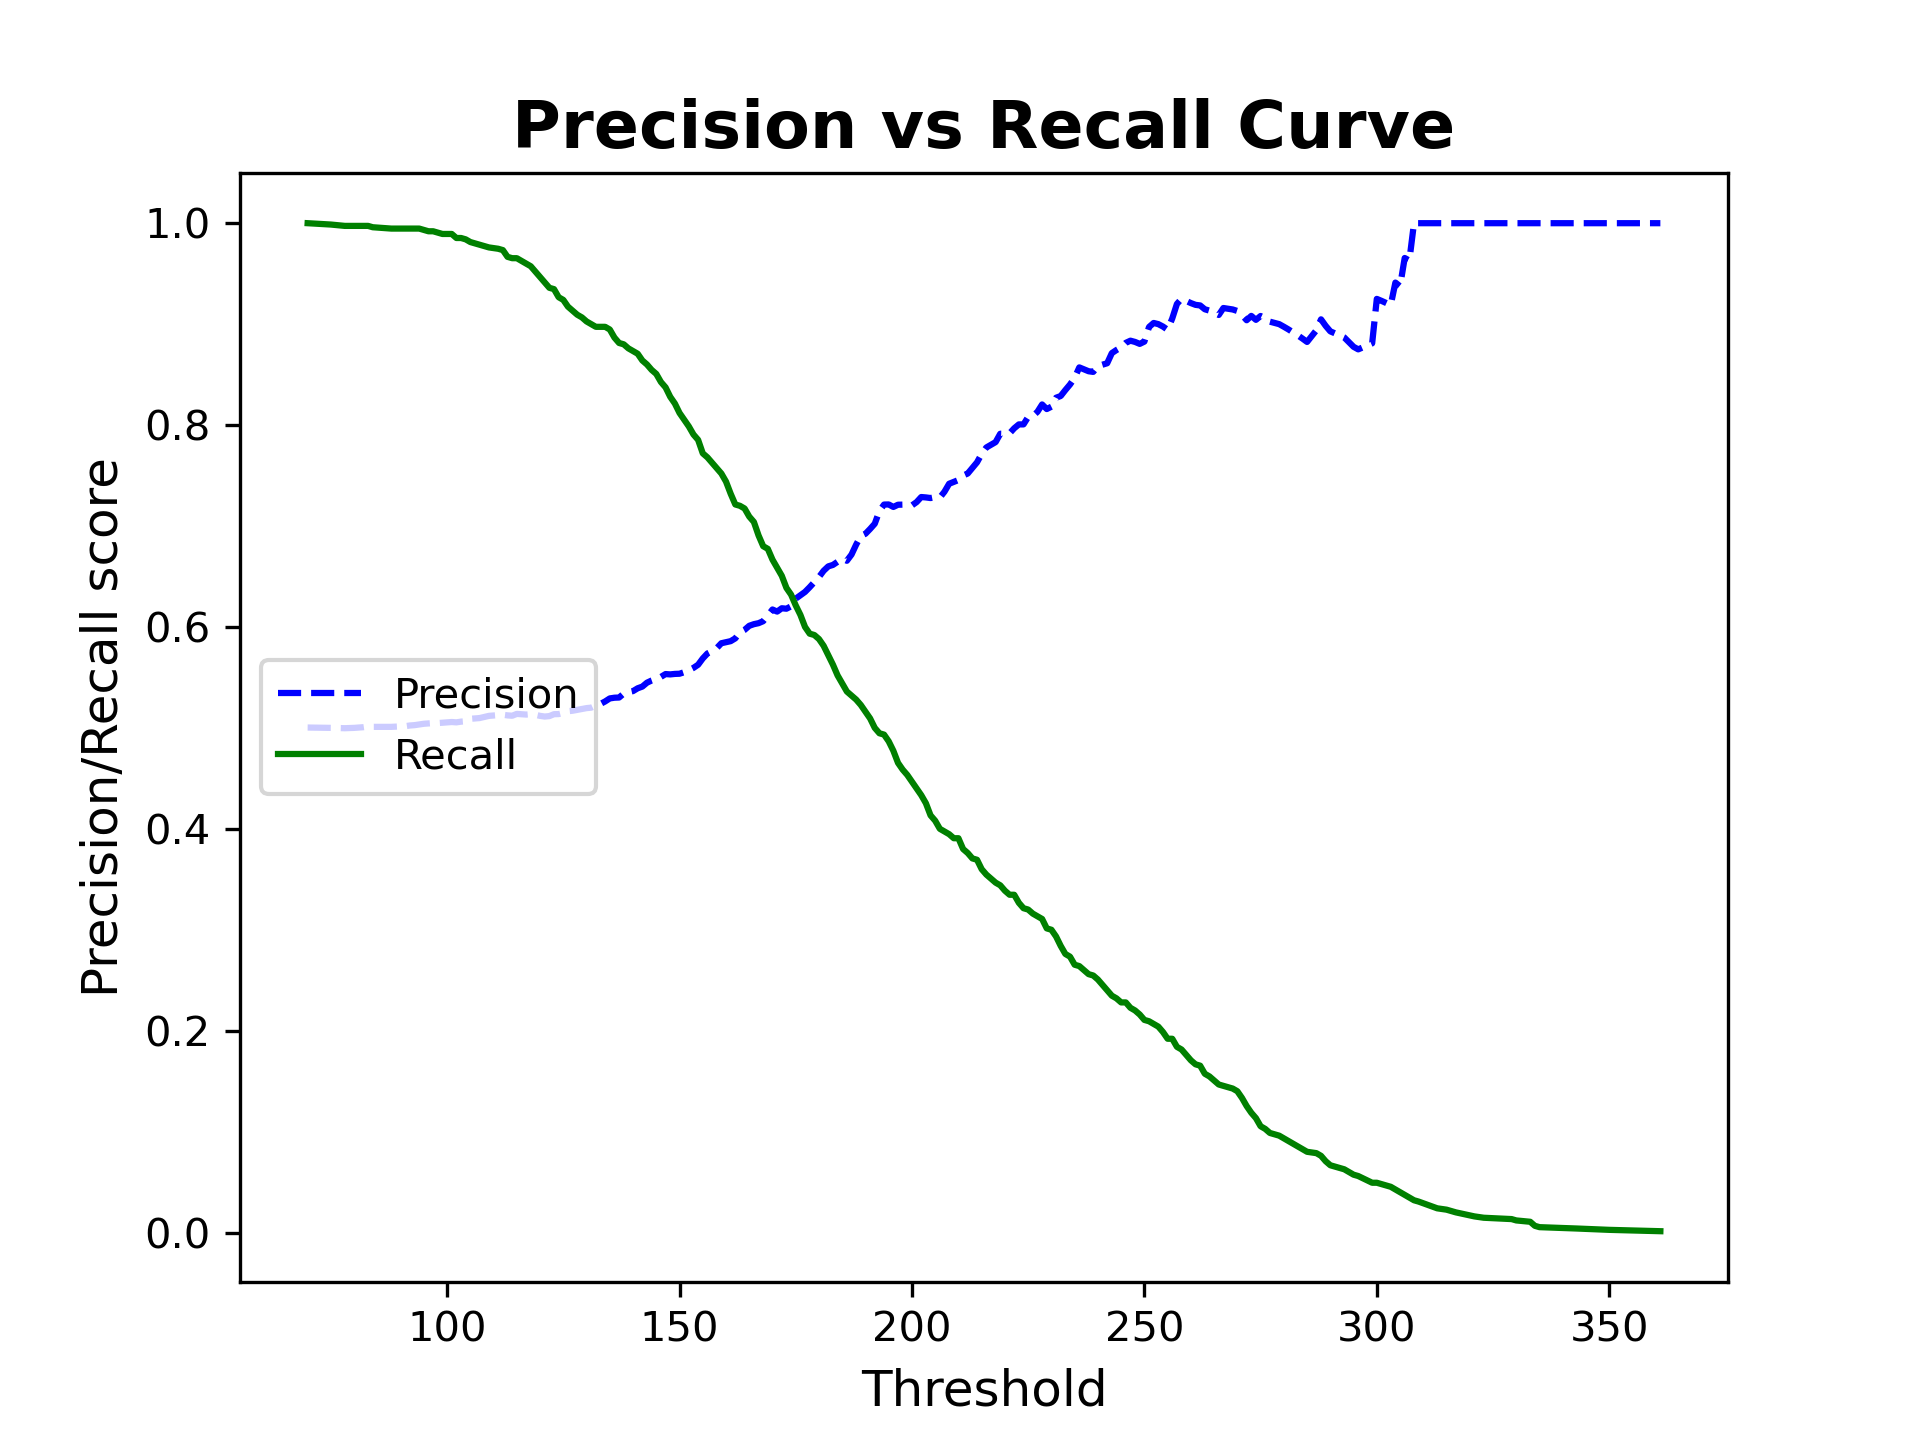 Precision vs Recall Curve
Precision/Recall score
1.0
0.8
0.6
0.4
0.2
0.0
Precision
Recall
100 150 200 250 300 350
Threshold